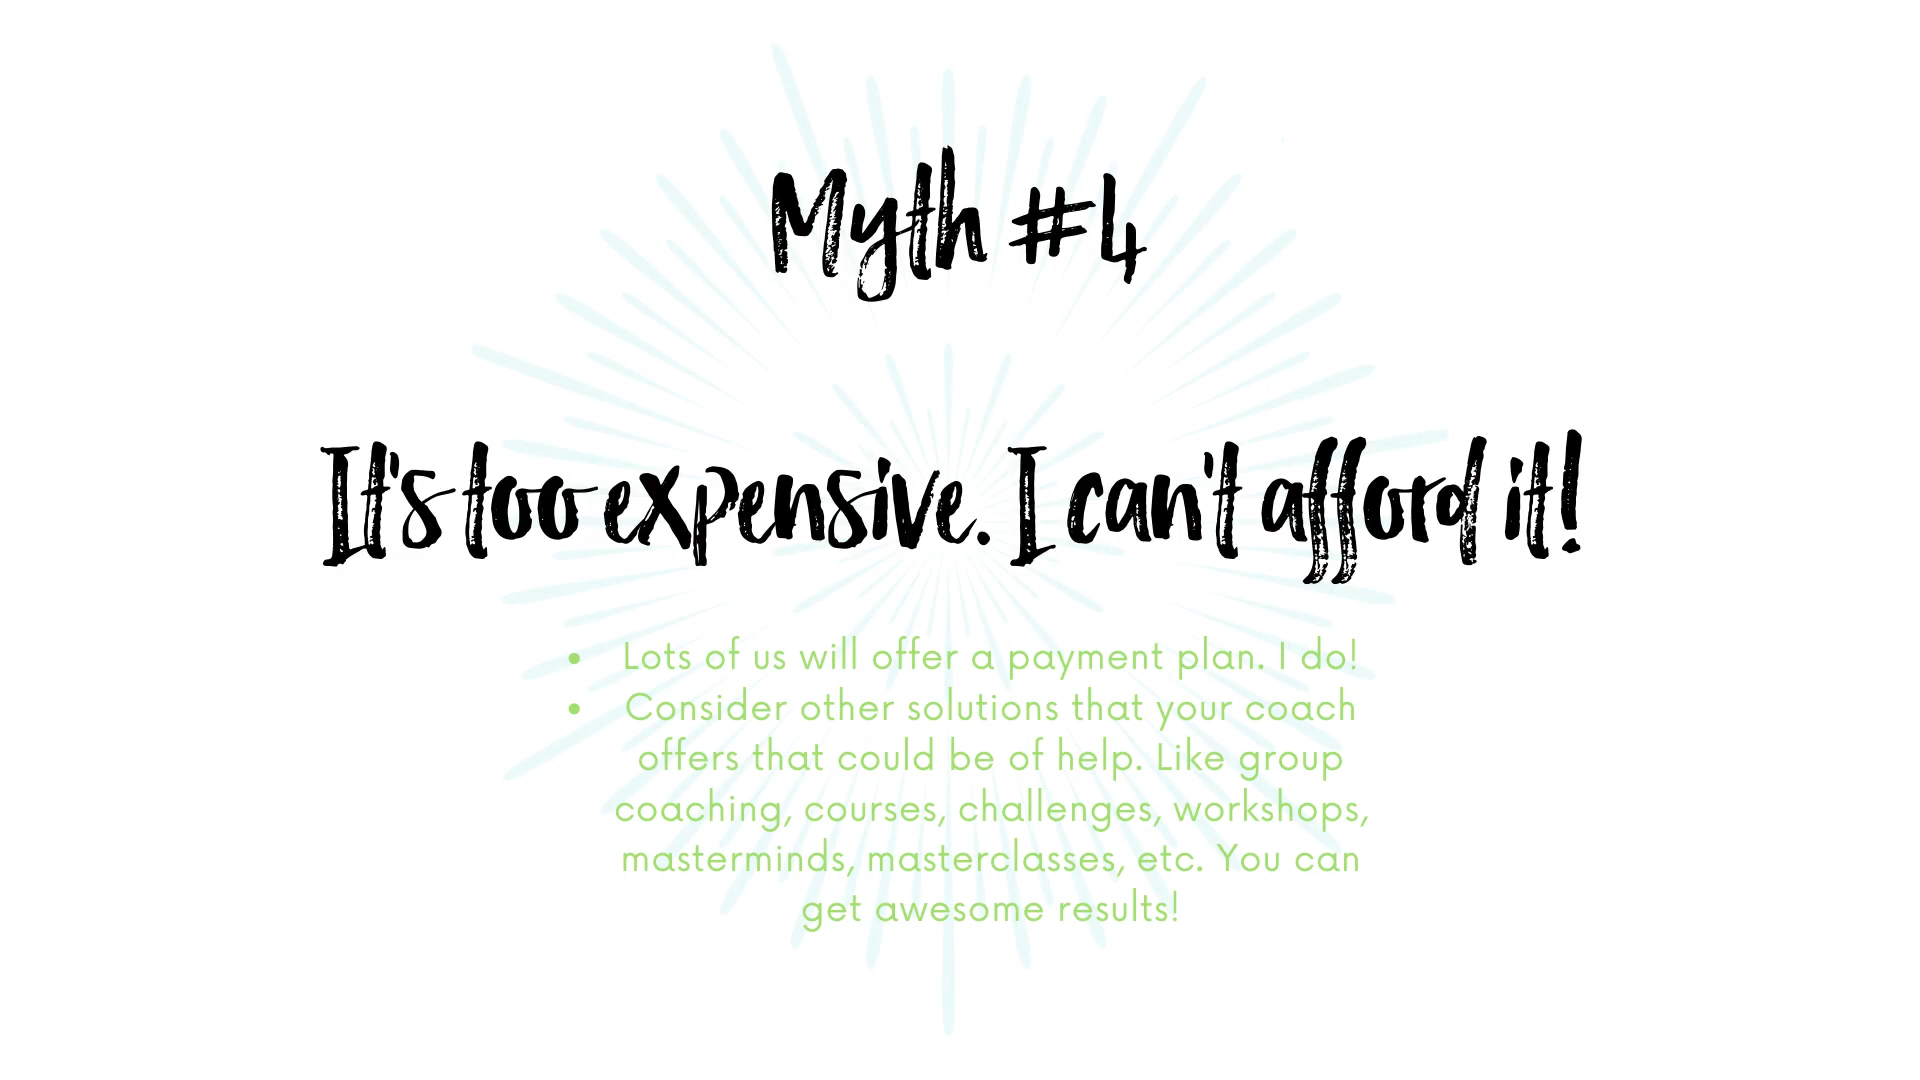 Myth #4
It's too expensive. I can't afford it!
• Lots of us will offer a payment plan. I do!
• Consider other solutions that your coach
offers that could be of help. Like group
coaching, courses, challenges, workshops,
masterminds, masterclasses, etc. You can
get awesome results!